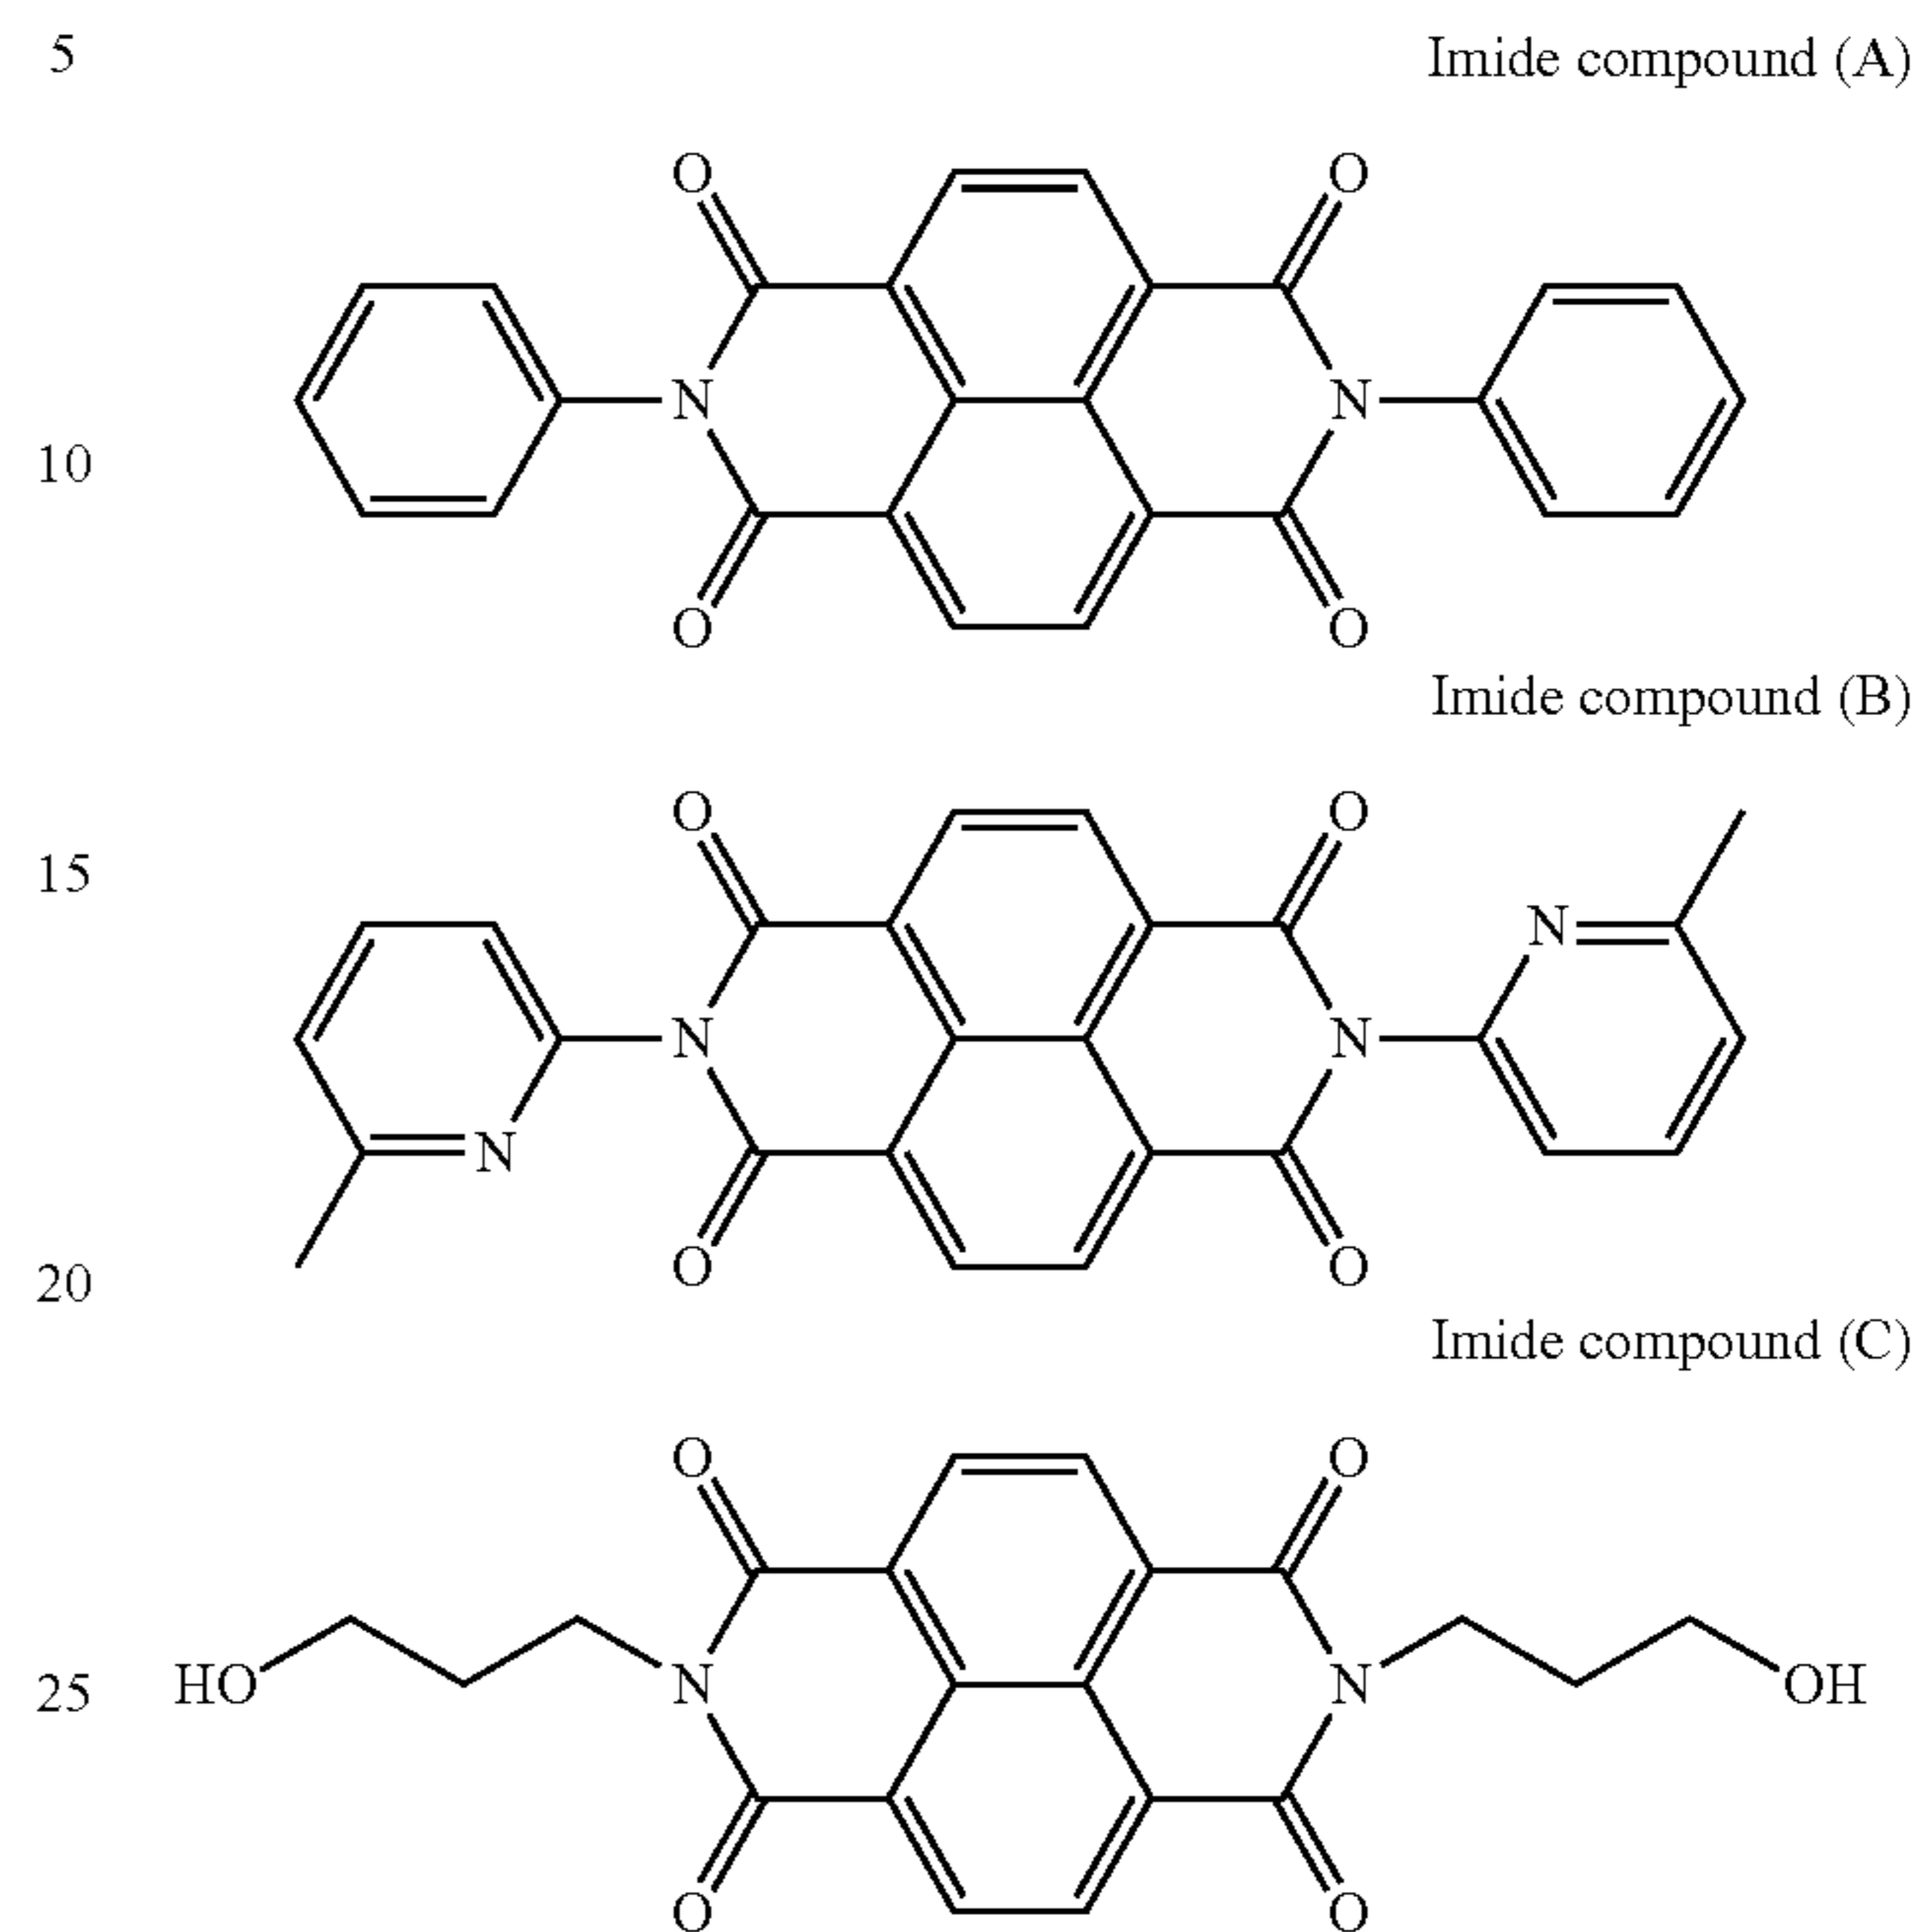 5 Imide compound (A)
O O
N N
10
O O
Imide compound (B)
O O
15
N
N N
N
O O
20
Imide compound (C)
O O
25 HO N N OH
O O